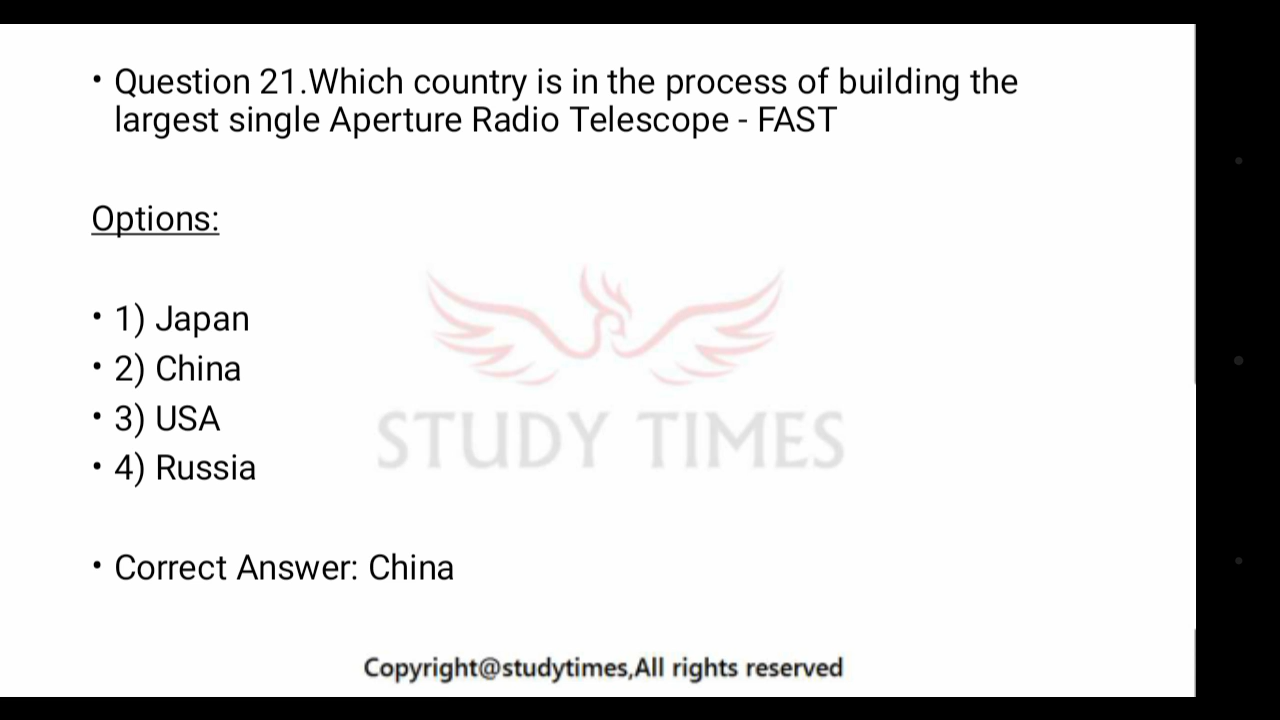 • Question 21.Which country is in the process of building the
largest single Aperture Radio Telescope - FAST
Options:
• 1) Japan
• 2) China
• 3) USA
• 4) Russia
STUDY TIMES
• Correct Answer: China
Copyright@studytimes,All rights reserved